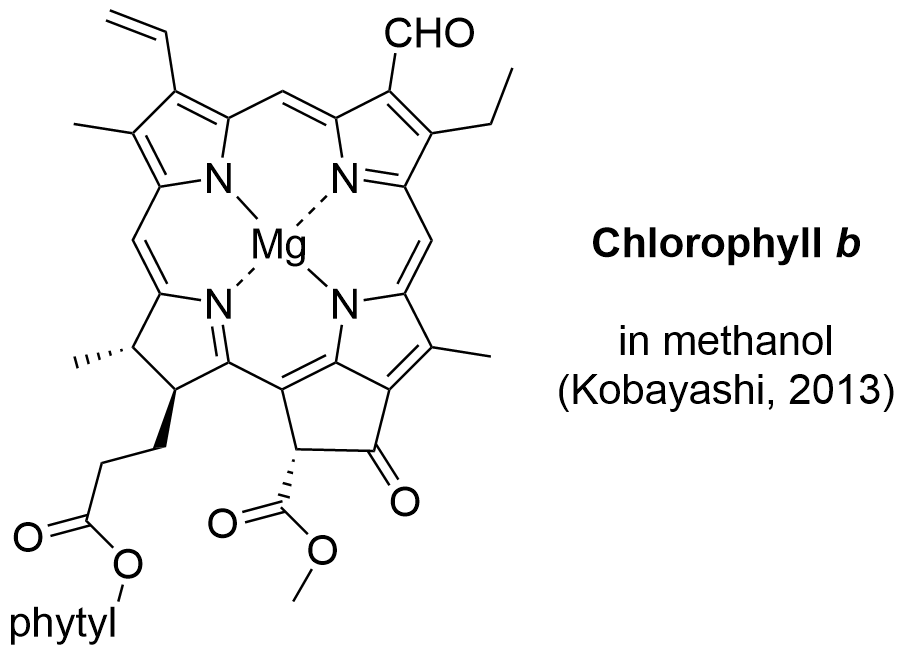 CHO
N
N
Mg
Chlorophyll b
N
N
in methanol
(Kobayashi, 2013)
O
O
O
O
O
phytyl